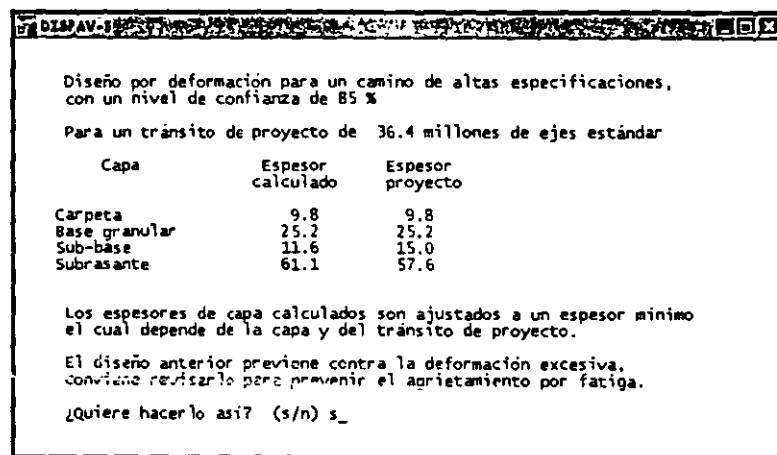 DISPAV-5
Diseño por deformación para un camino de altas especificaciones,
con un nivel de confianza de 85 %
Para un tránsito de proyecto de 36.4 millones de ejes estándar
Capa Espesor Espesor
calculado proyecto
Carpeta 9.8 9.8
Base granular 25.2 25.2
Sub-base 11.6 15.0
Subrasante 61.1 57.6
Los espesores de capa calculados son ajustados a un espesor mínimo
el cual depende de la capa y del tránsito de proyecto.
El diseño anterior previene contra la deformación excesiva,
conviene revisarlo para prevenir el agrietamiento por fatiga.
¿Quiere hacerlo así? (s/n) s_